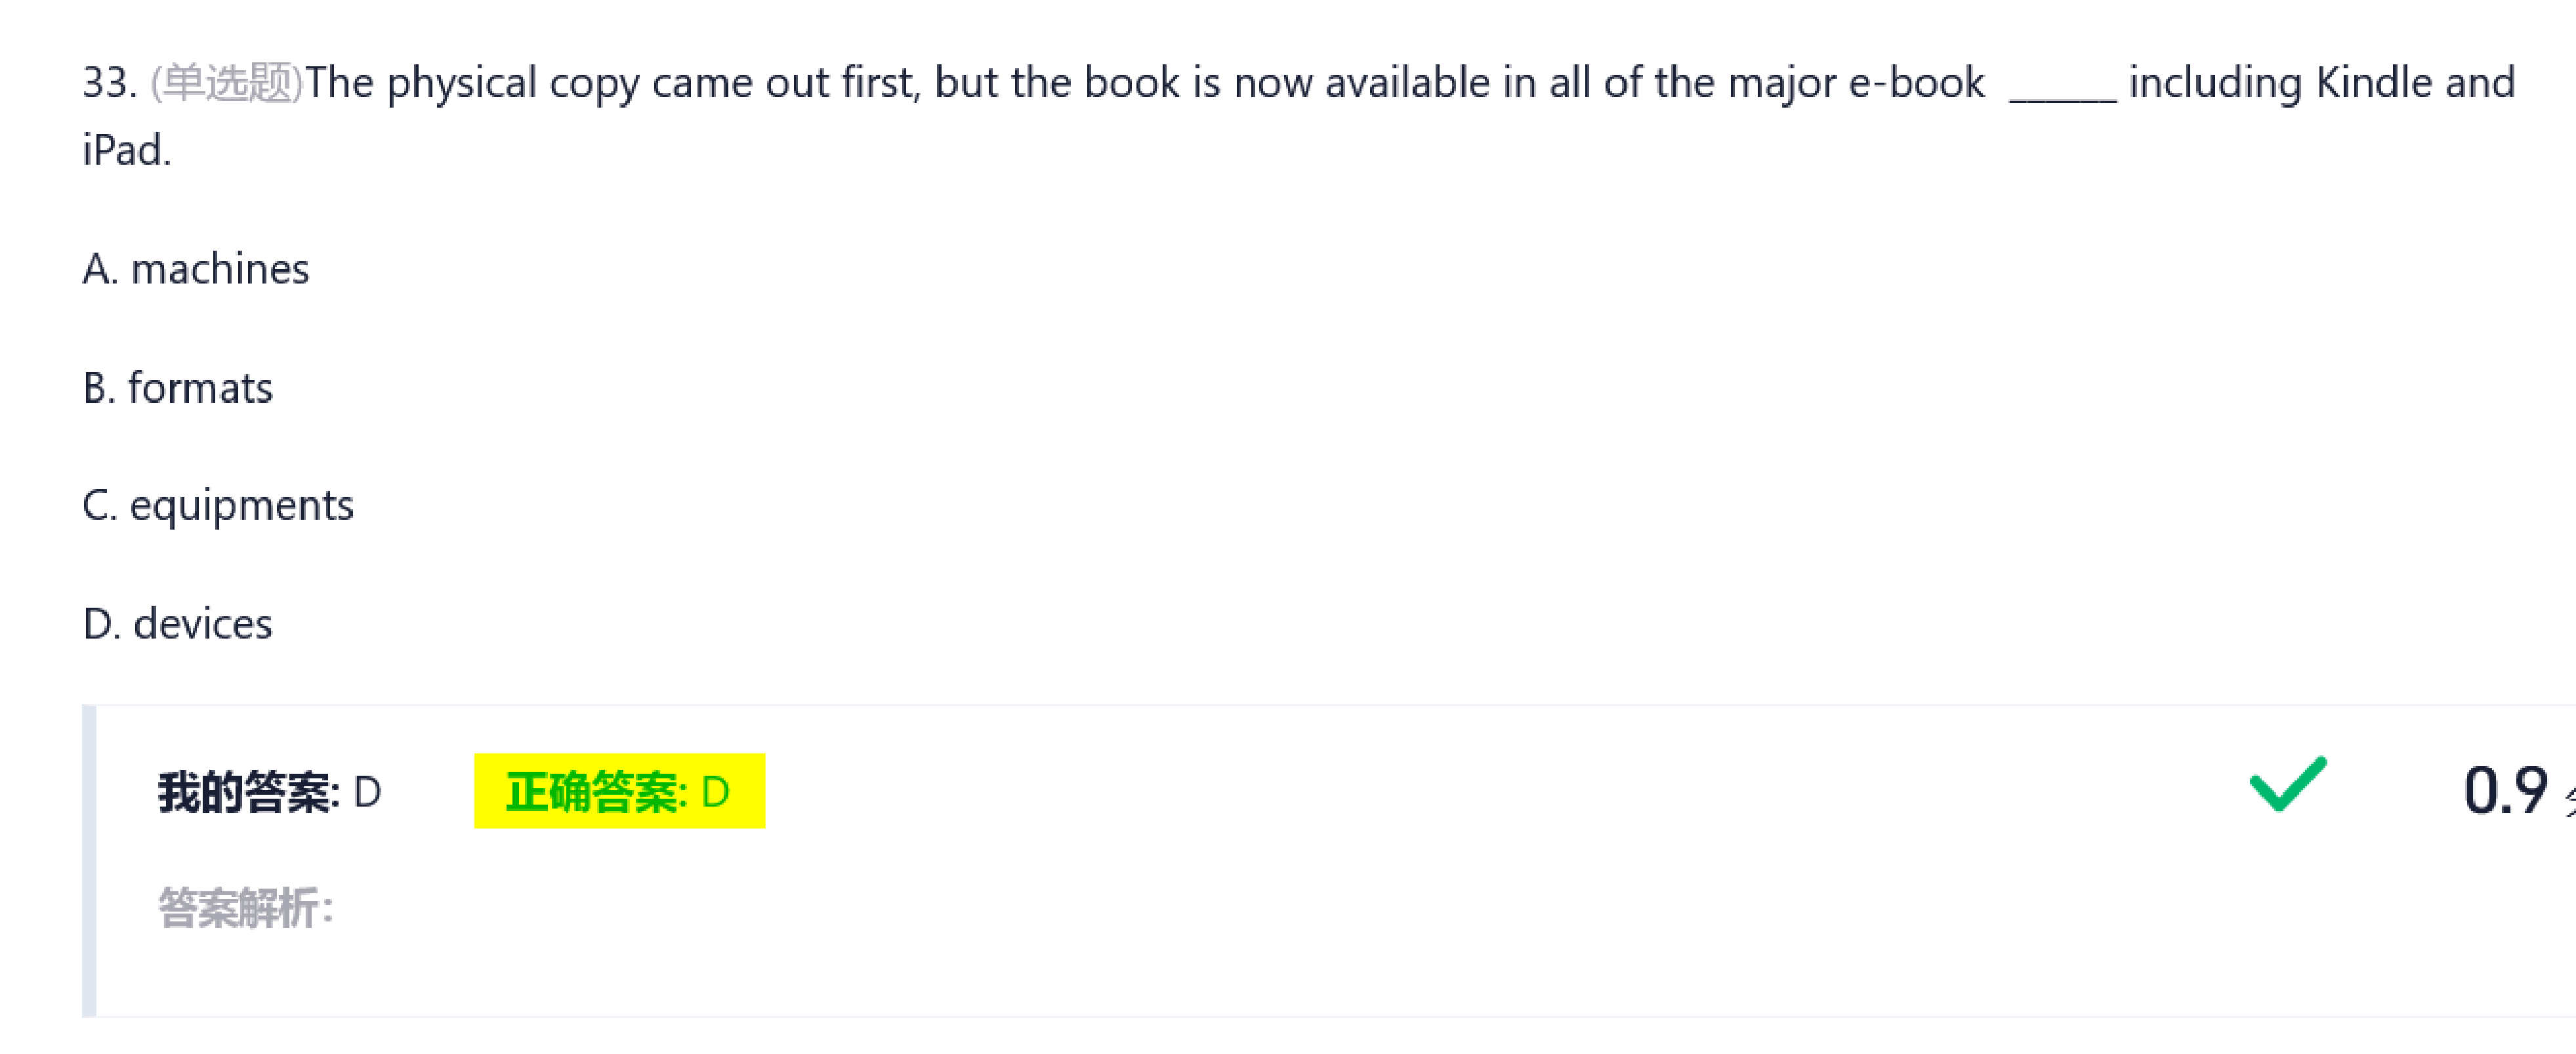 33. (单选题)The physical copy came out first, but the book is now available in all of the major e-book ______ including Kindle and
iPad.
A. machines
B. formats
C. equipments
D. devices
我的答案: D 正确答案: D 0.9
答案解析: